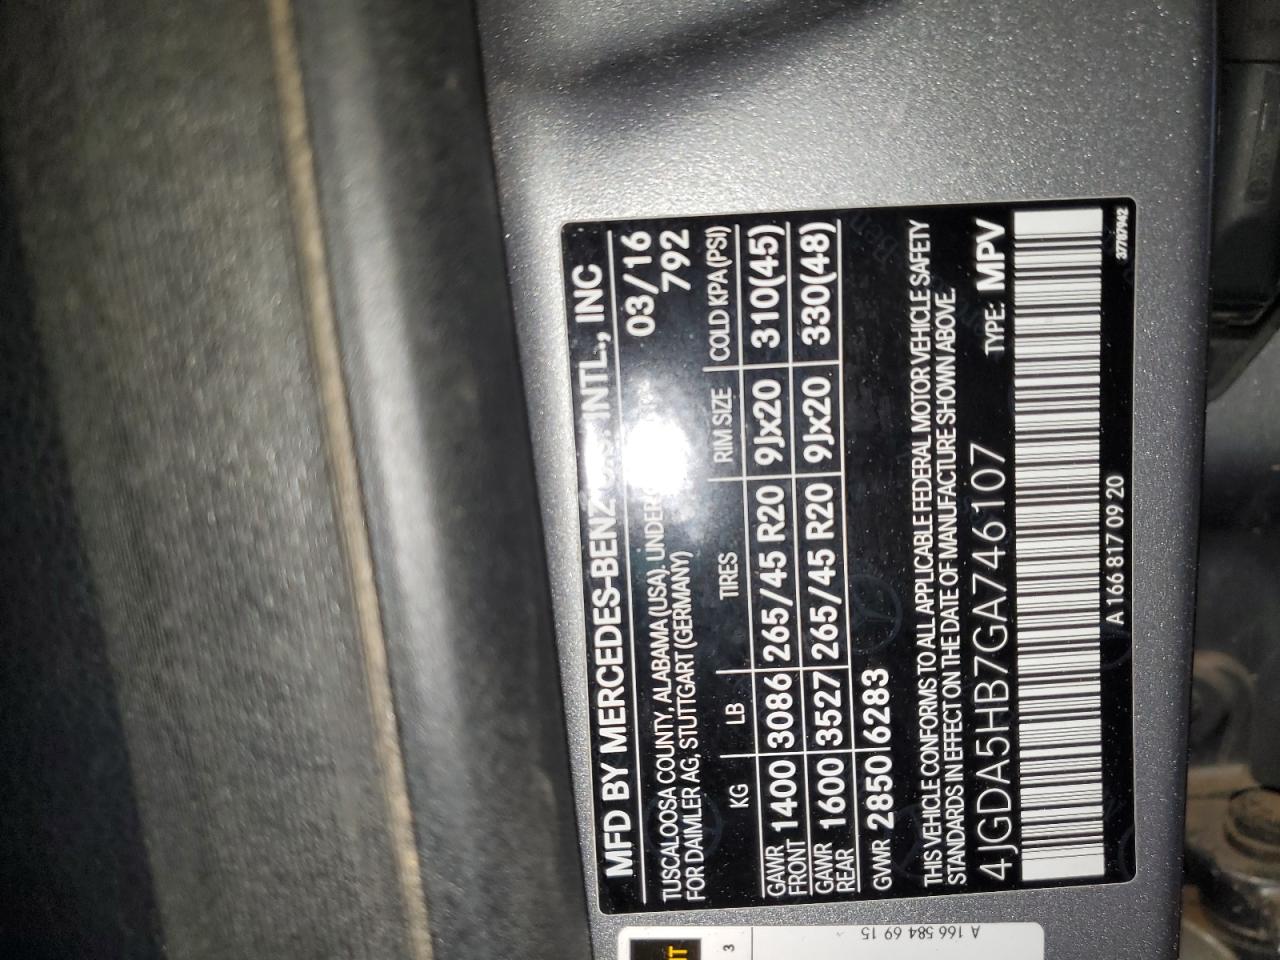 MFD BY MERCEDES-BENZ U.S. INTL., INC
TUSCALOOSA COUNTY, ALABAMA (USA). UNDER 03/16
FOR DAIMLER AG, STUTTGART (GERMANY) 792
KG LB TIRES RIM SIZE COLD KPA (PSI)
GAWR FRONT 1400 3086 265/45 R20 9Jx20 310(45)
GAWR REAR 1600 3527 265/45 R20 9Jx20 330(48)
GVWR 2850 6283
THIS VEHICLE CONFORMS TO ALL APPLICABLE FEDERAL MOTOR VEHICLE SAFETY
STANDARDS IN EFFECT ON THE DATE OF MANUFACTURE SHOWN ABOVE.
4JGDA5HB7GA746107 TYPE: MPV
A 166 817 09 20 37707942
A 166 584 69 15
3